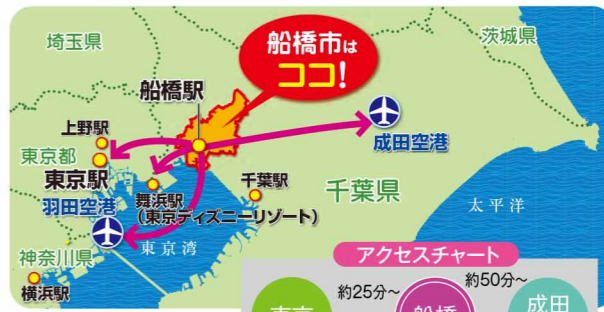 埼玉県
船橋市は
ココ!
茨城県
船橋駅
上野駅
東京都
東京駅
成田空港
羽田空港
舞浜駅
(東京ディズニーリゾート)
千葉駅
千葉県
太平洋
東京湾
神奈川県
横浜駅
アクセスチャート
約25分~
約50分~
東京
船橋
成田